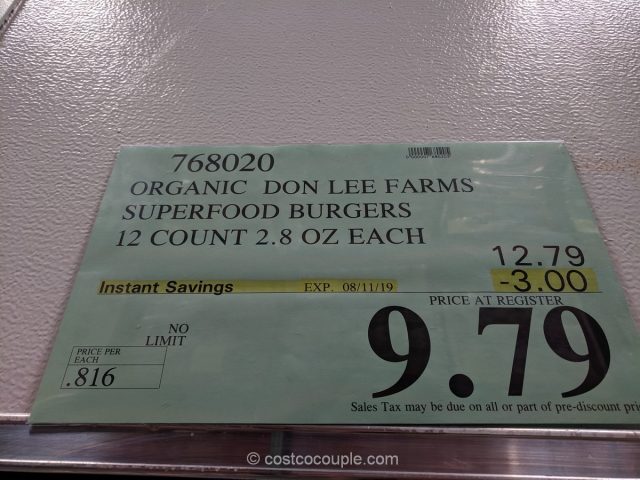 768020
ORGANIC DON LEE FARMS
SUPERFOOD BURGERS
12 COUNT 2.8 OZ EACH
12.79
Instant Savings EXP. 08/11/19 -3.00
PRICE AT REGISTER
9.79
NO
LIMIT
PRICE PER
EACH
.816
Sales Tax may be due on all or part of pre-discount pri
© costcocouple.com